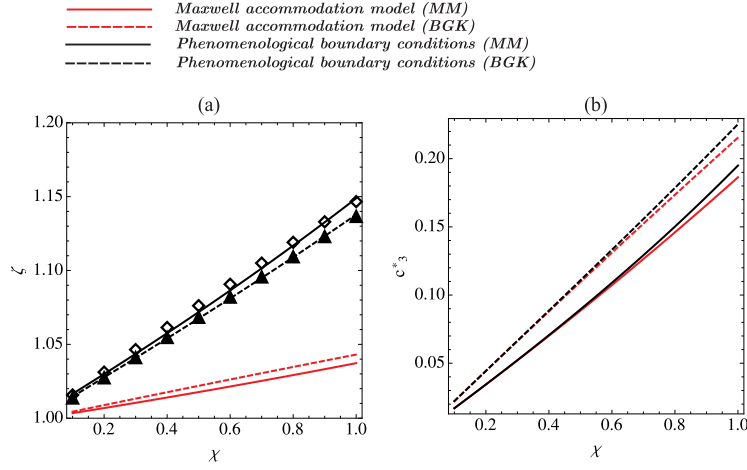 Maxwell accommodation model (MM)
Maxwell accommodation model (BGK)
Phenomenological boundary conditions (MM)
Phenomenological boundary conditions (BGK)
(a)
1.20
1.15
1.10
1.05
1.00
ζ
0.2 0.4 0.6 0.8 1.0
χ
(b)
0.20
0.15
0.10
0.05
c*3
0.2 0.4 0.6 0.8 1.0
χ